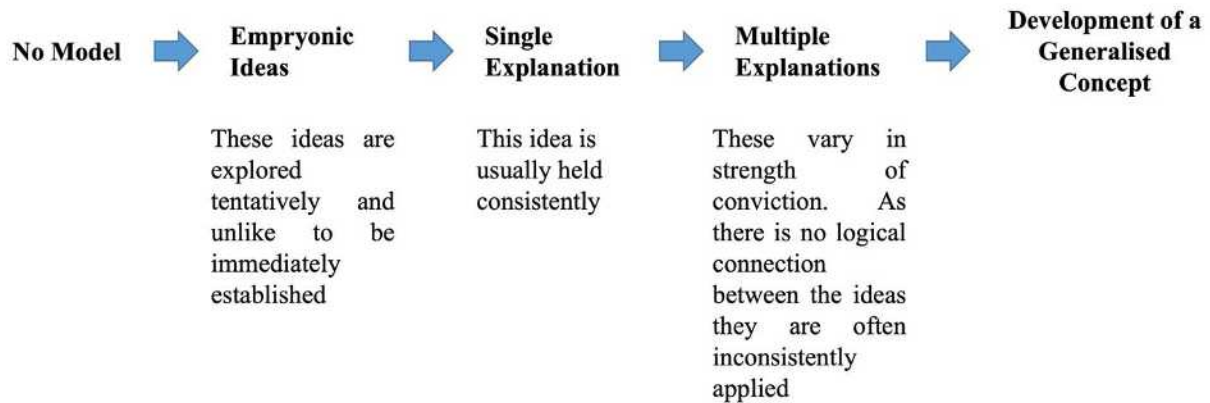 No Model
Empryonic
Ideas
These ideas are
explored
tentatively and
unlike to be
immediately
established
Single
Explanation
This idea is
usually held
consistently
Multiple
Explanations
These vary in
strength of
conviction. As
there is no logical
connection
between the ideas
they are often
inconsistently
applied
Development of a
Generalised
Concept